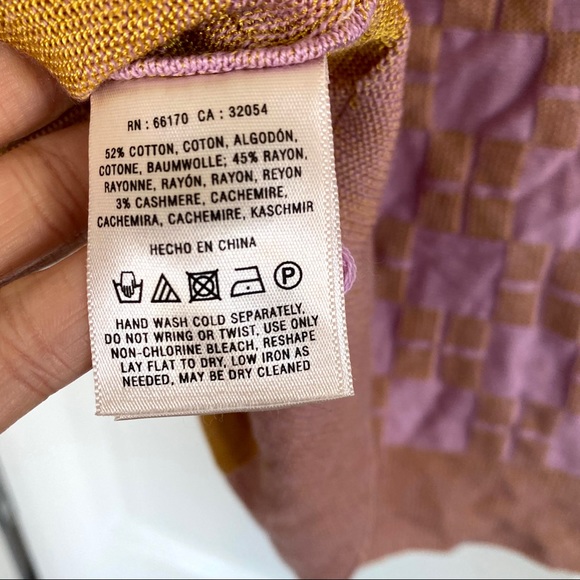 RN : 66170 CA : 32054
52% COTTON, COTON, ALGODÓN,
COTONE, BAUMWOLLE; 45% RAYON,
RAYONNE, RAYÓN, RAYON, REYON
3% CASHMERE, CACHEMIRE,
CACHEMIRA, CACHEMIRE, KASCHMIR
HECHO EN CHINA
P
HAND WASH COLD SEPARATELY,
DO NOT WRING OR TWIST, USE ONLY
NON-CHLORINE BLEACH, RESHAPE
LAY FLAT TO DRY, LOW IRON AS
NEEDED, MAY BE DRY CLEANED